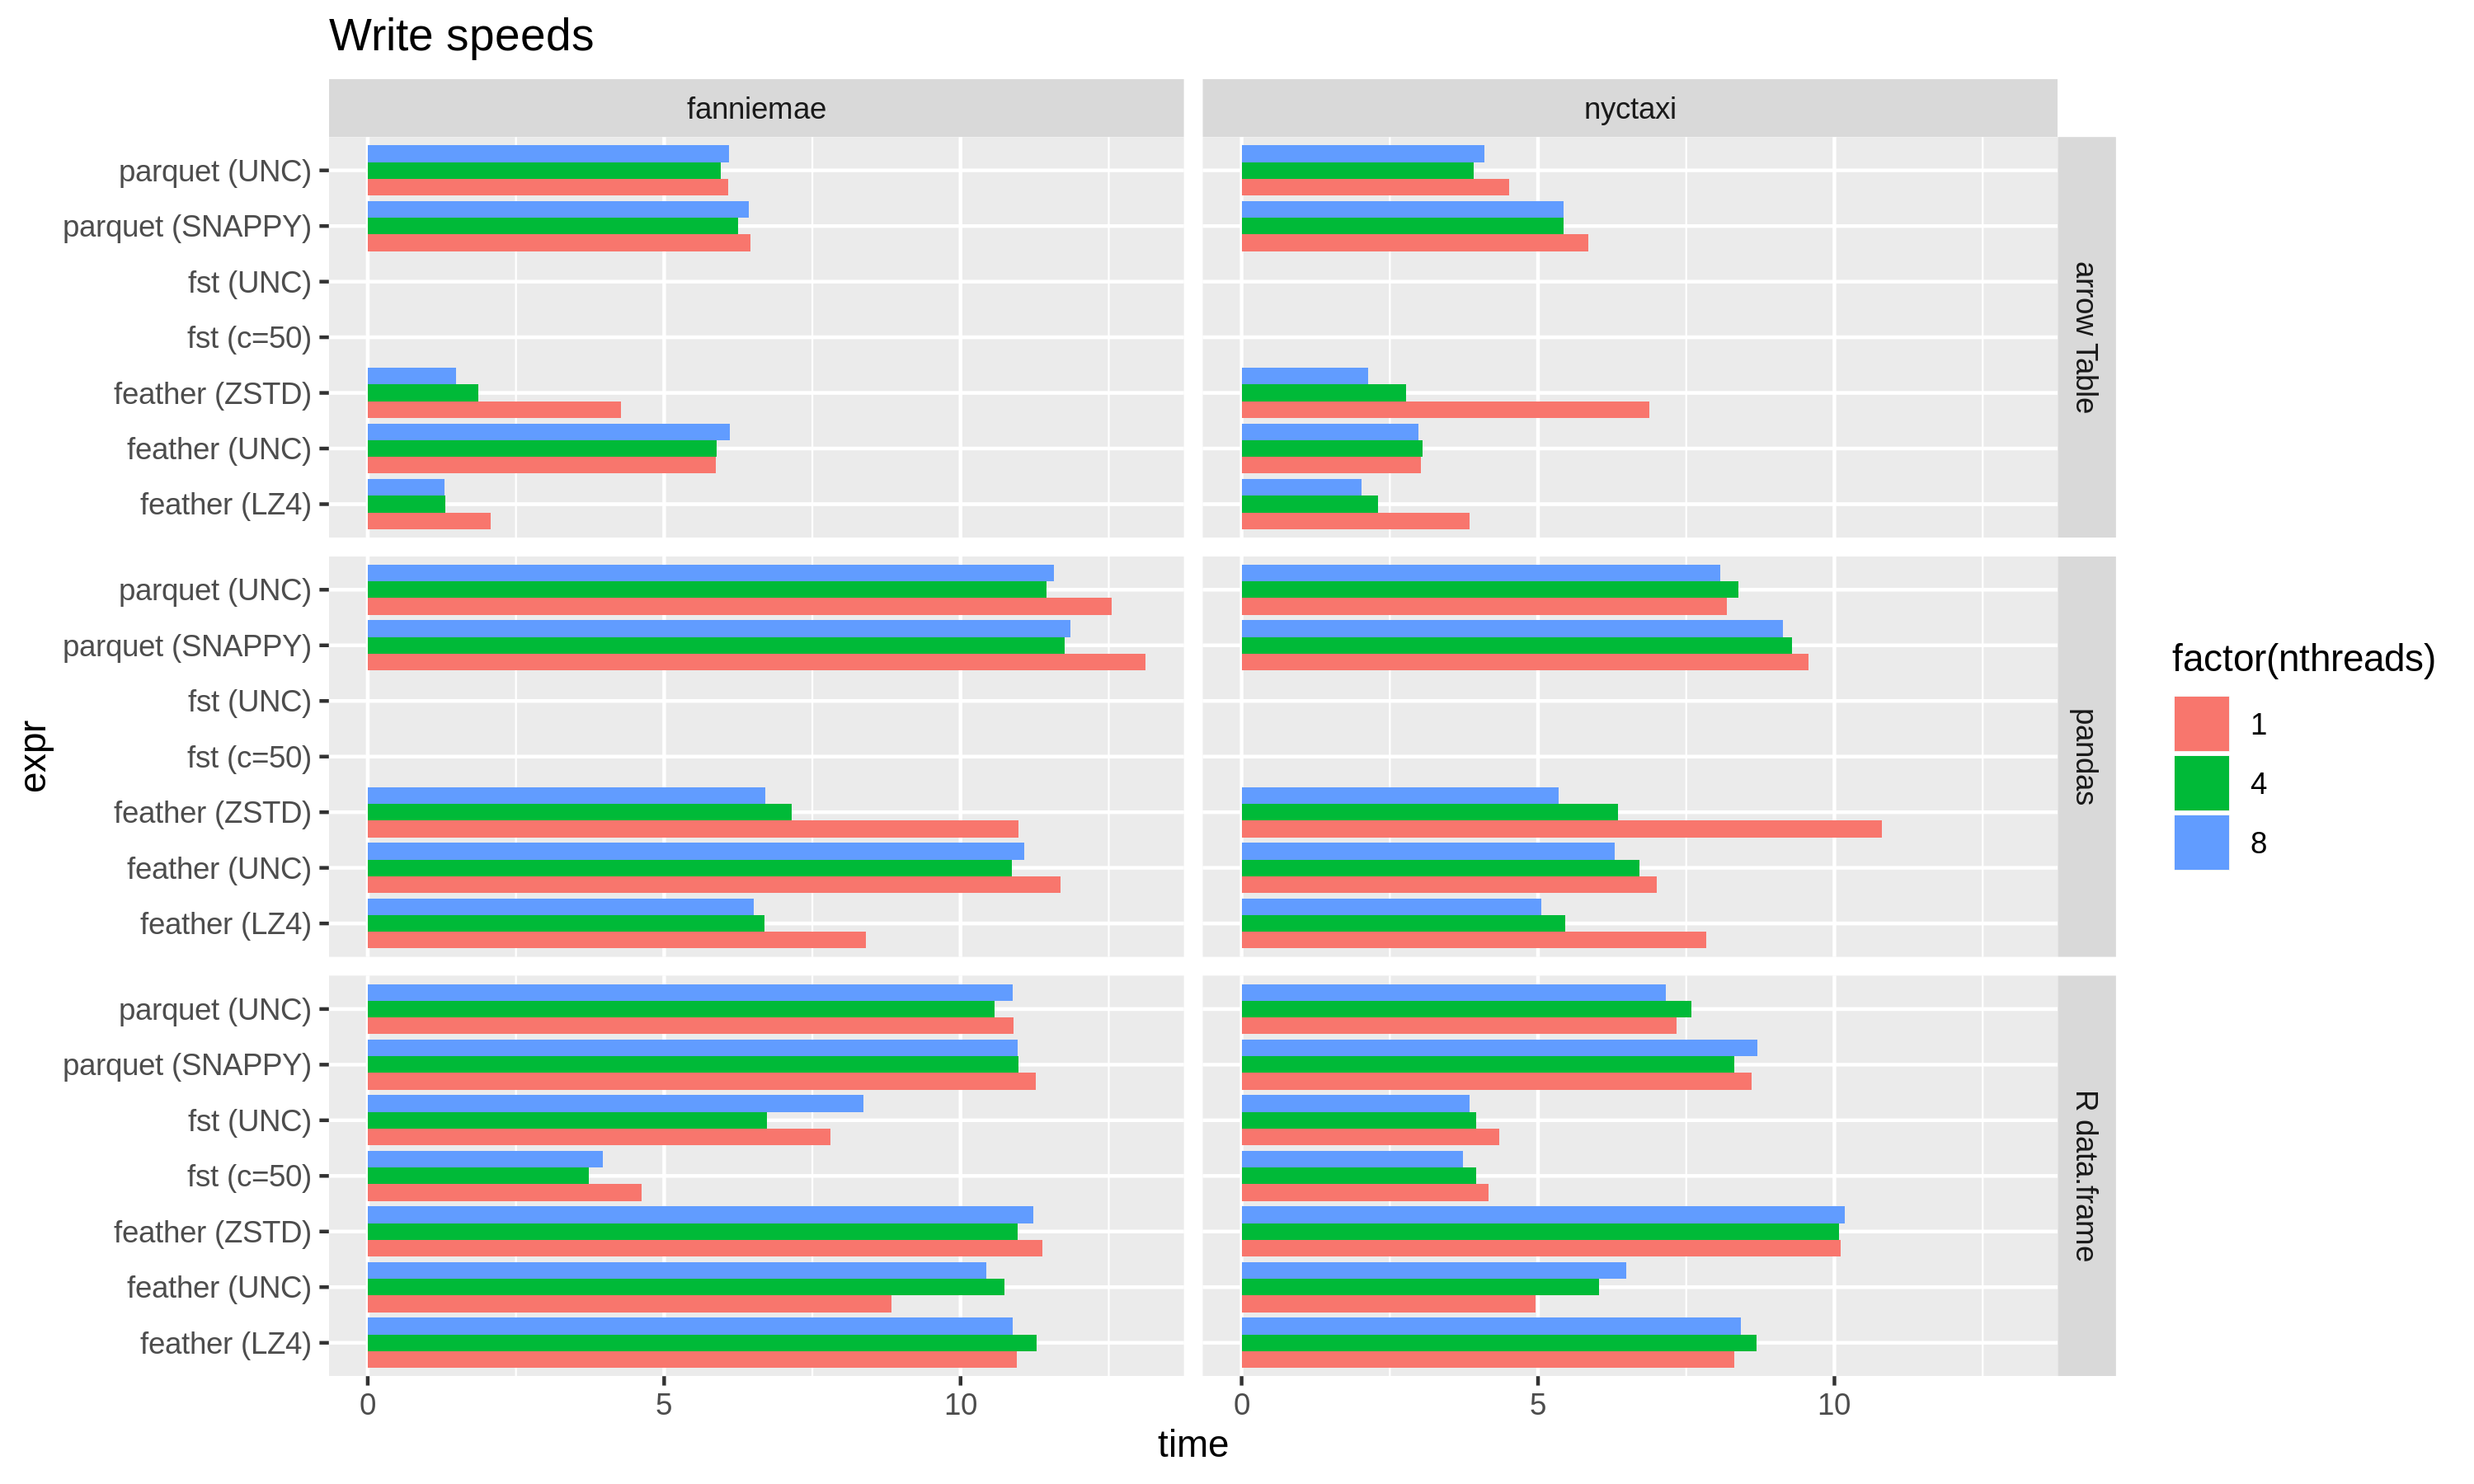 Write speeds
fanniemae
nyctaxi
parquet (UNC)
parquet (SNAPPY)
fst (UNC)
fst (c=50)
feather (ZSTD)
feather (UNC)
feather (LZ4)
arrow Table
parquet (UNC)
parquet (SNAPPY)
fst (UNC)
fst (c=50)
feather (ZSTD)
feather (UNC)
feather (LZ4)
pandas
parquet (UNC)
parquet (SNAPPY)
fst (UNC)
fst (c=50)
feather (ZSTD)
feather (UNC)
feather (LZ4)
R data.frame
expr
0 5 10
0 5 10
time
factor(nthreads)
1
4
8